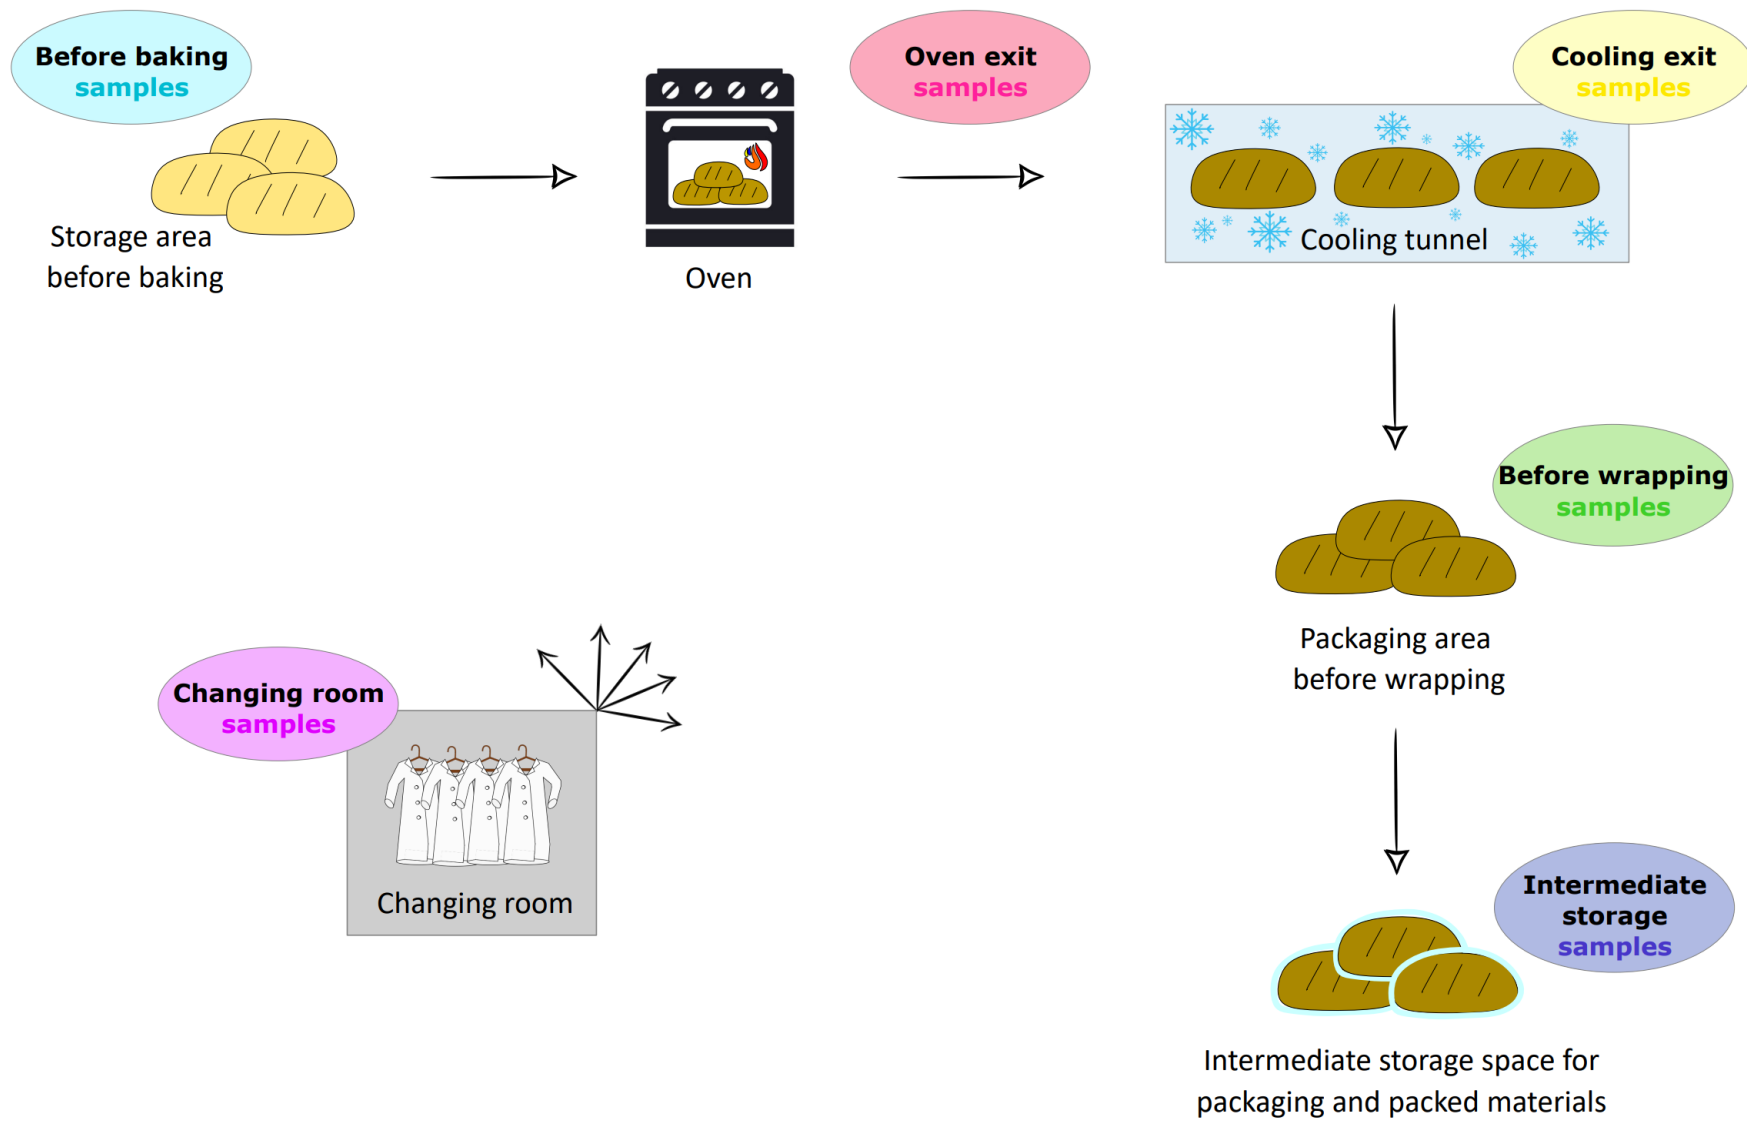 Before baking
samples
Storage area
before baking
Oven
Oven exit
samples
Cooling exit
samples
Cooling tunnel
Before wrapping
samples
Packaging area
before wrapping
Changing room
samples
Changing room
Intermediate
storage
samples
Intermediate storage space for
packaging and packed materials